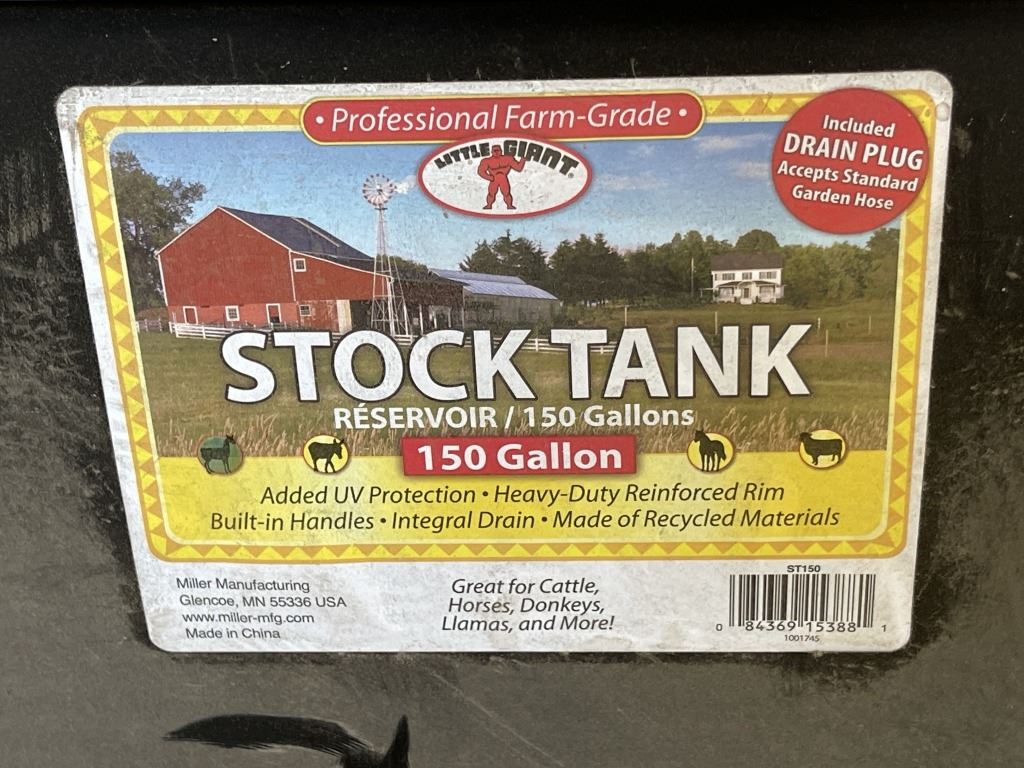 • Professional Farm-Grade •
LITTLE GIANT
Included
DRAIN PLUG
Accepts Standard
Garden Hose
STOCK TANK
RÉSERVOIR / 150 Gallons
150 Gallon
Added UV Protection • Heavy-Duty Reinforced Rim
Built-in Handles • Integral Drain • Made of Recycled Materials
Miller Manufacturing
Glencoe, MN 55336 USA
www.miller-mfg.com
Made in China
Great for Cattle,
Horses, Donkeys,
Llamas, and More!
ST150
0 84369 15388 1
1001745